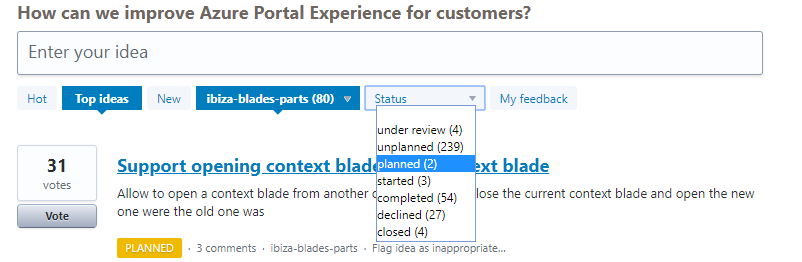 How can we improve Azure Portal Experience for customers?
Enter your idea
Hot Top ideas New ibiza-blades-parts (80) Status My feedback
under review (4)
unplanned (239)
planned (2)
started (3)
completed (54)
declined (27)
closed (4)
31
votes
Vote
Support opening context blade ext blade
Allow to open a context blade from another lose the current context blade and open the new
one were the old one was
PLANNED · 3 comments · ibiza-blades-parts · Flag idea as inappropriate...